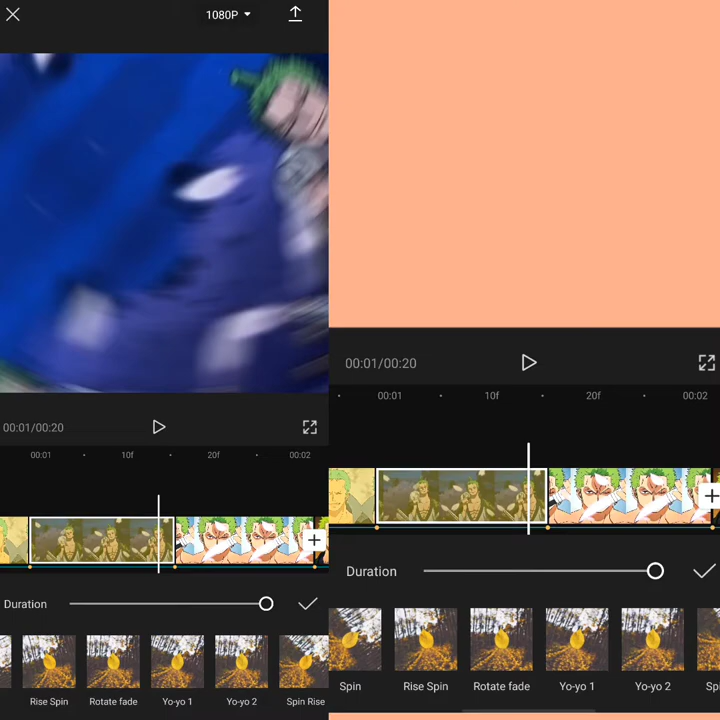 1080P
00:01/00:20
00:01 10f 20f 00:02
Duration
Rise Spin Rotate fade Yo-yo 1 Yo-yo 2 Spin Rise
00:01/00:20
00:01 10f 20f 00:02
Duration
Spin Rise Spin Rotate fade Yo-yo 1 Yo-yo 2 Spi